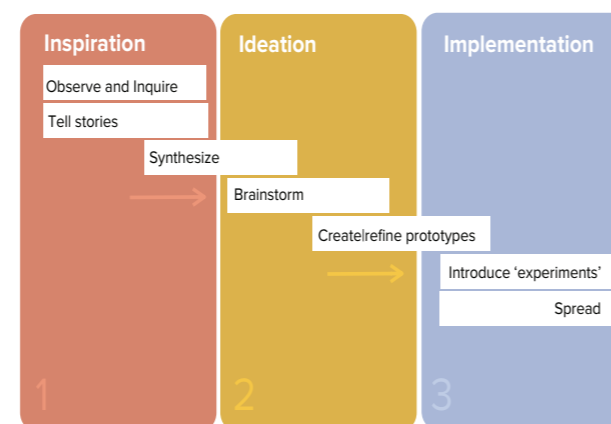 Inspiration
Ideation
Implementation
Observe and Inquire
Tell stories
Synthesize
Brainstorm
Create|refine prototypes
Introduce ‘experiments’
Spread
1
2
3